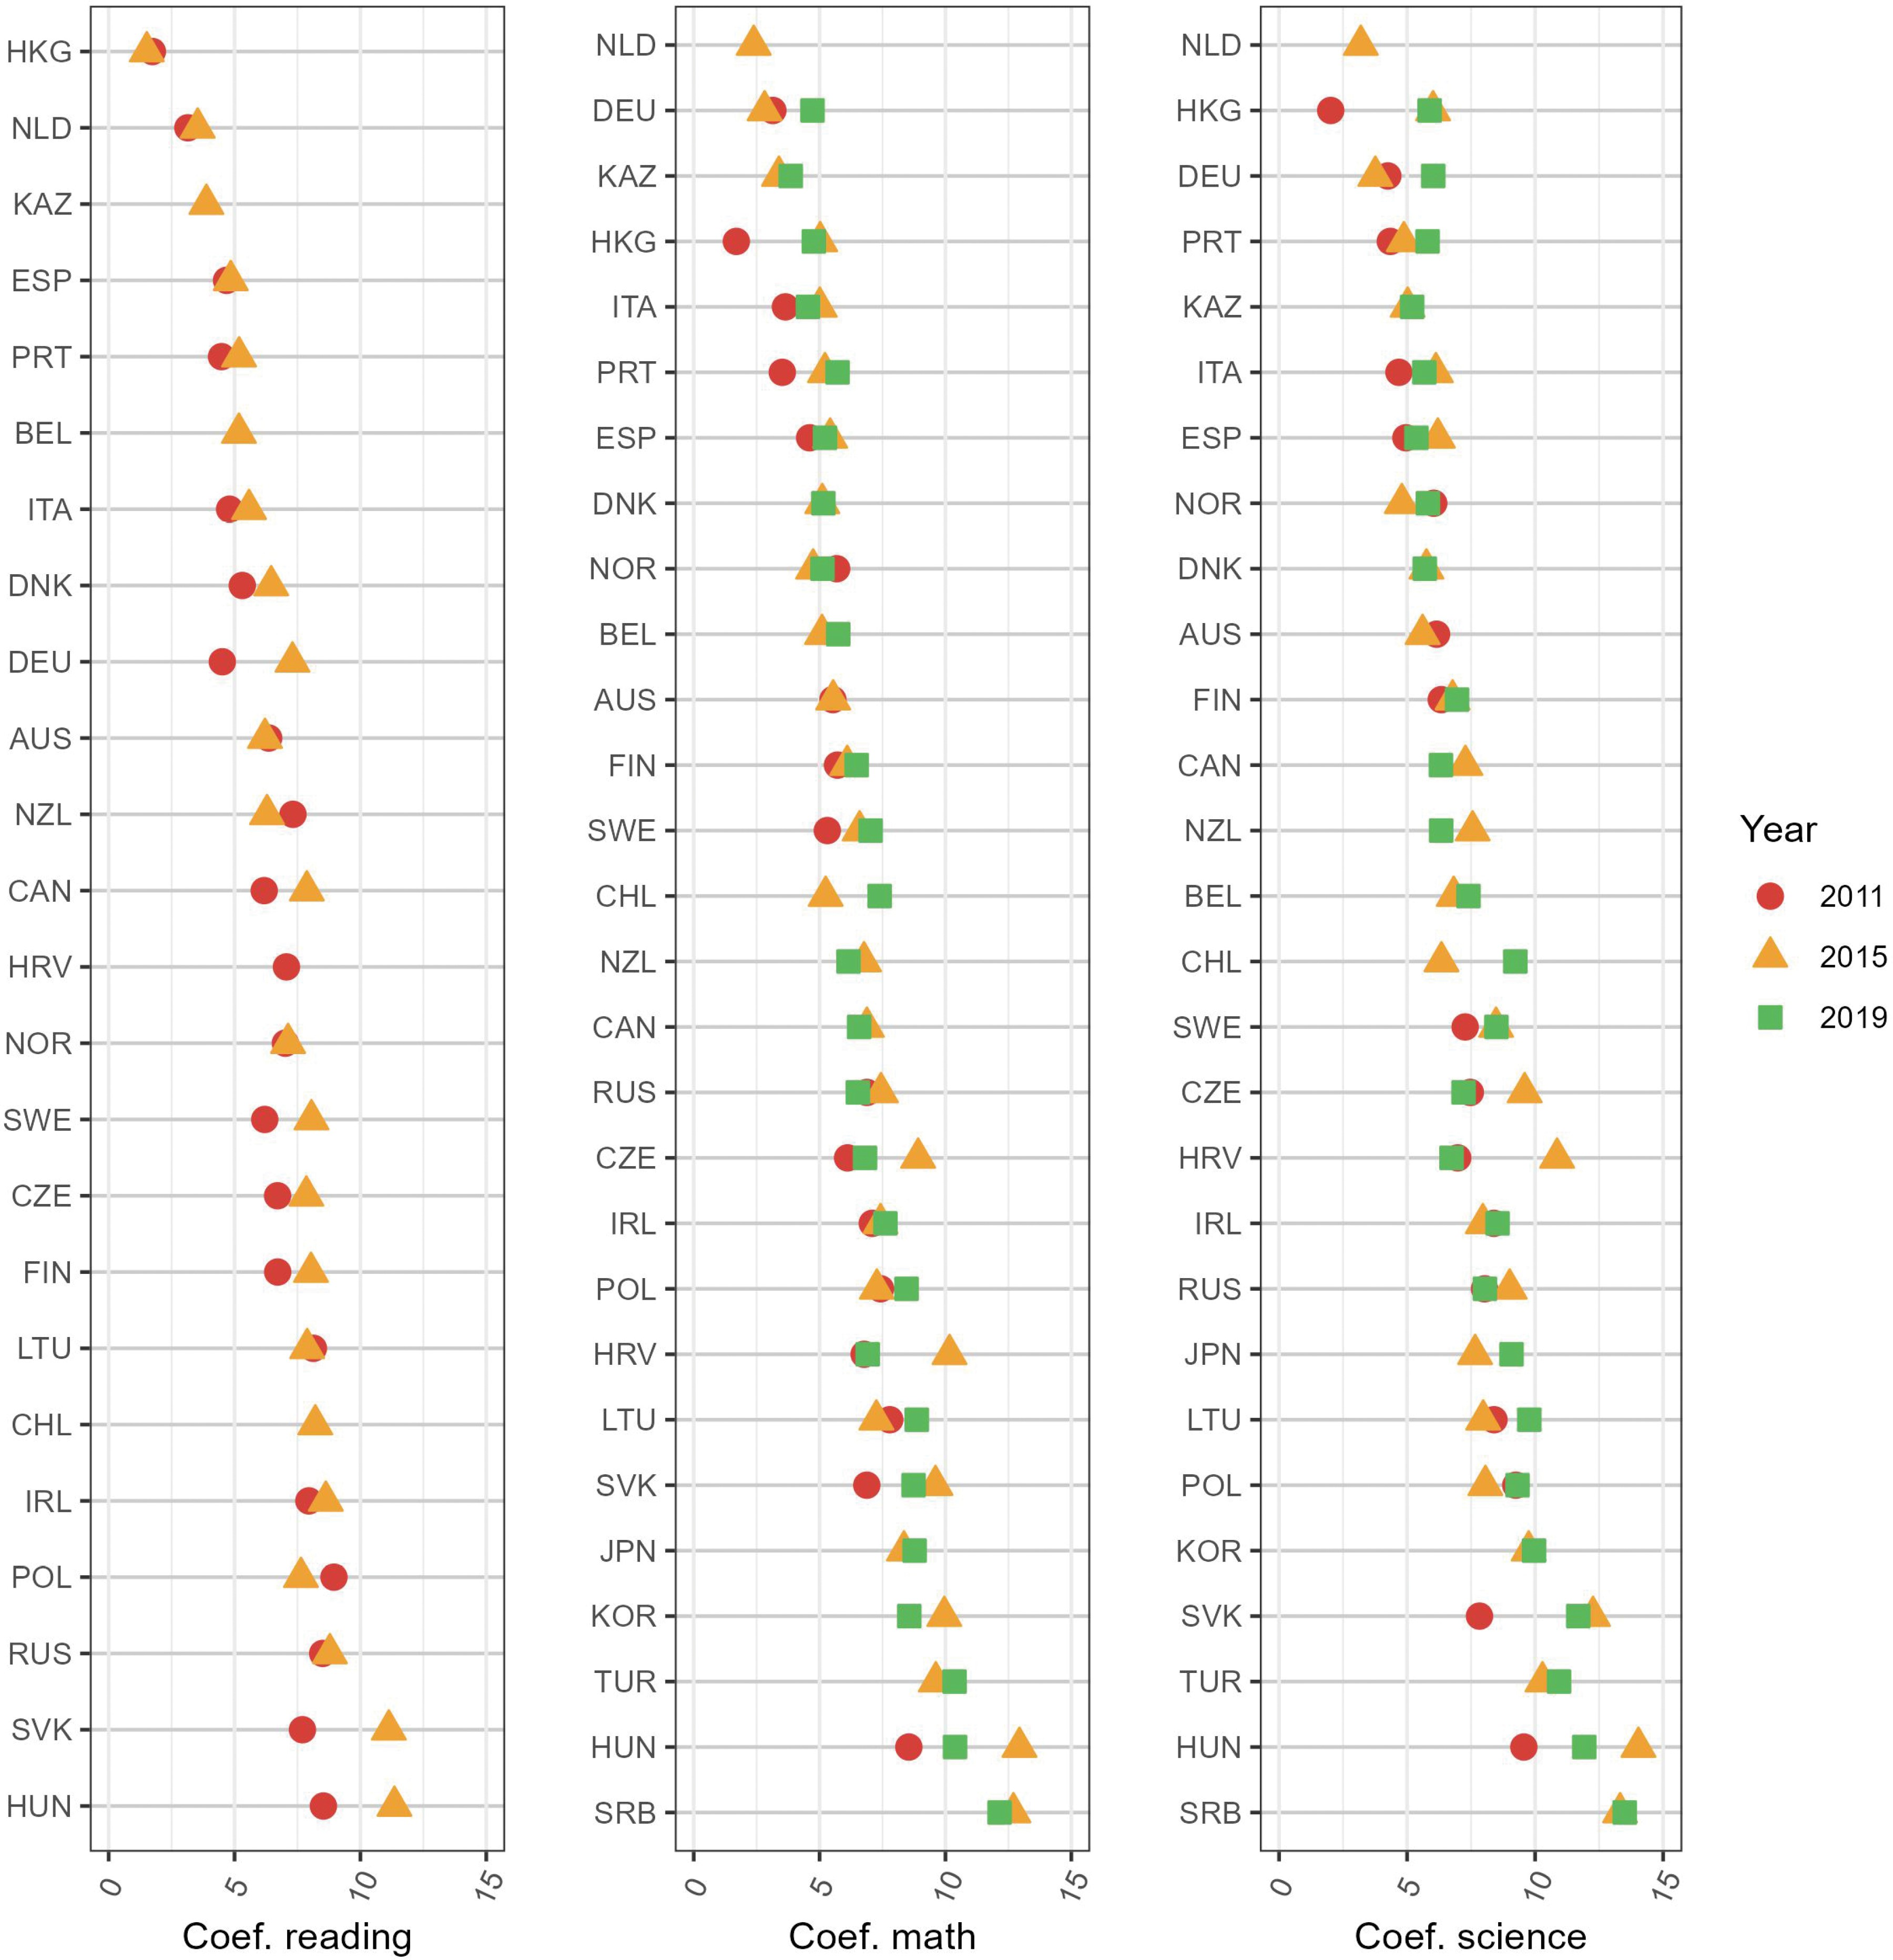 HKG
NLD
KAZ
ESP
PRT
BEL
ITA
DNK
DEU
AUS
NZL
CAN
HRV
NOR
SWE
CZE
FIN
LTU
CHL
IRL
POL
RUS
SVK
HUN
0 5 10 15
Coef. reading
NLD
DEU
KAZ
HKG
ITA
PRT
ESP
DNK
NOR
BEL
AUS
FIN
SWE
CHL
NZL
CAN
RUS
CZE
IRL
POL
HRV
LTU
SVK
JPN
KOR
TUR
HUN
SRB
0 5 10 15
Coef. math
NLD
HKG
DEU
PRT
KAZ
ITA
ESP
NOR
DNK
AUS
FIN
CAN
NZL
BEL
CHL
SWE
CZE
HRV
IRL
RUS
JPN
LTU
POL
KOR
SVK
TUR
HUN
SRB
0 5 10 15
Coef. science
Year
2011
2015
2019